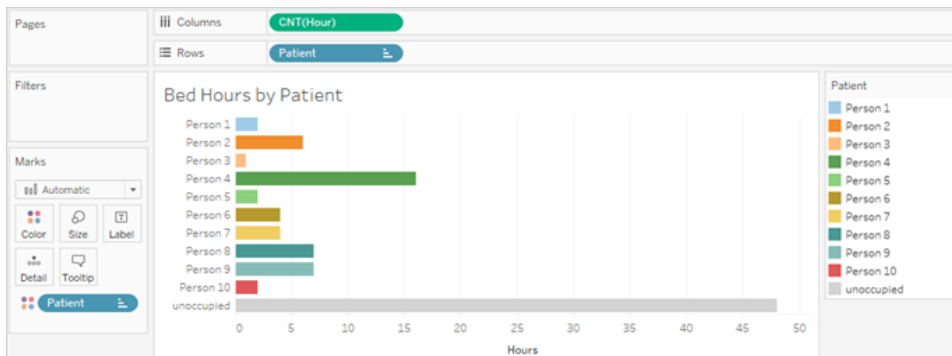 Pages
Columns
CNT(Hour)
Rows
Patient
Filters
Marks
Automatic
Color
Size
Label
Detail
Tooltip
Patient
Bed Hours by Patient
Person 1
Person 2
Person 3
Person 4
Person 5
Person 6
Person 7
Person 8
Person 9
Person 10
unoccupied
0 5 10 15 20 25 30 35 40 45 50
Hours
Patient
Person 1
Person 2
Person 3
Person 4
Person 5
Person 6
Person 7
Person 8
Person 9
Person 10
unoccupied